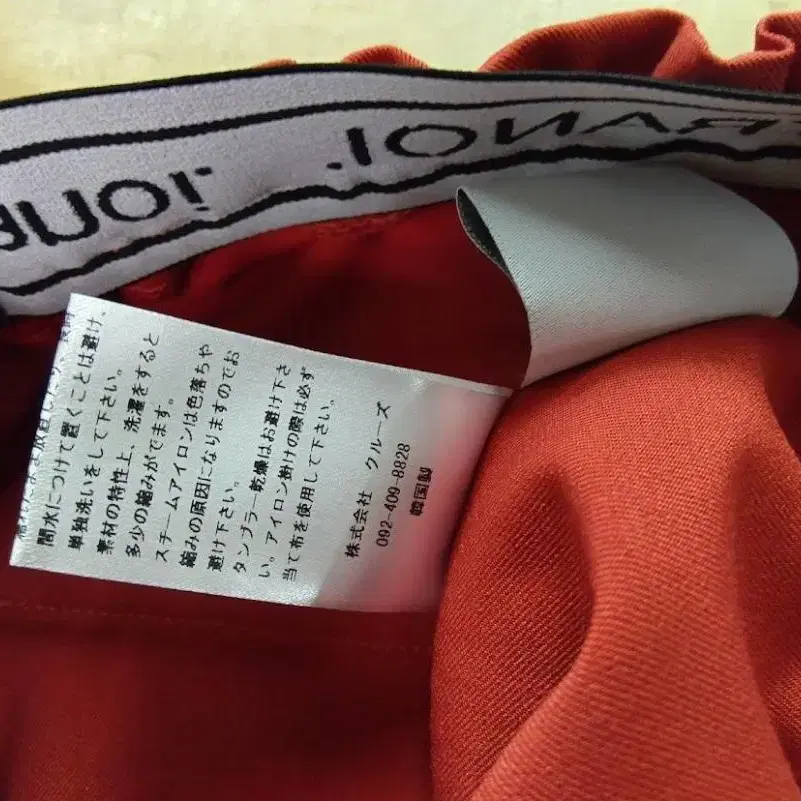 JONA
.IONAЯ
間水につけて置くことは避け、
単独洗いをして下さい。
素材の特性上、洗濯をすると
多少の縮みがでます。
スチームアイロンは色落ちや
縮みの原因になりますのでお
避け下さい。
タンブラー乾燥はお避け下さ
い。アイロン掛けの際は必ず
当て布を使用して下さい。
株式会社 クルーズ
092-409-8828
韓国製